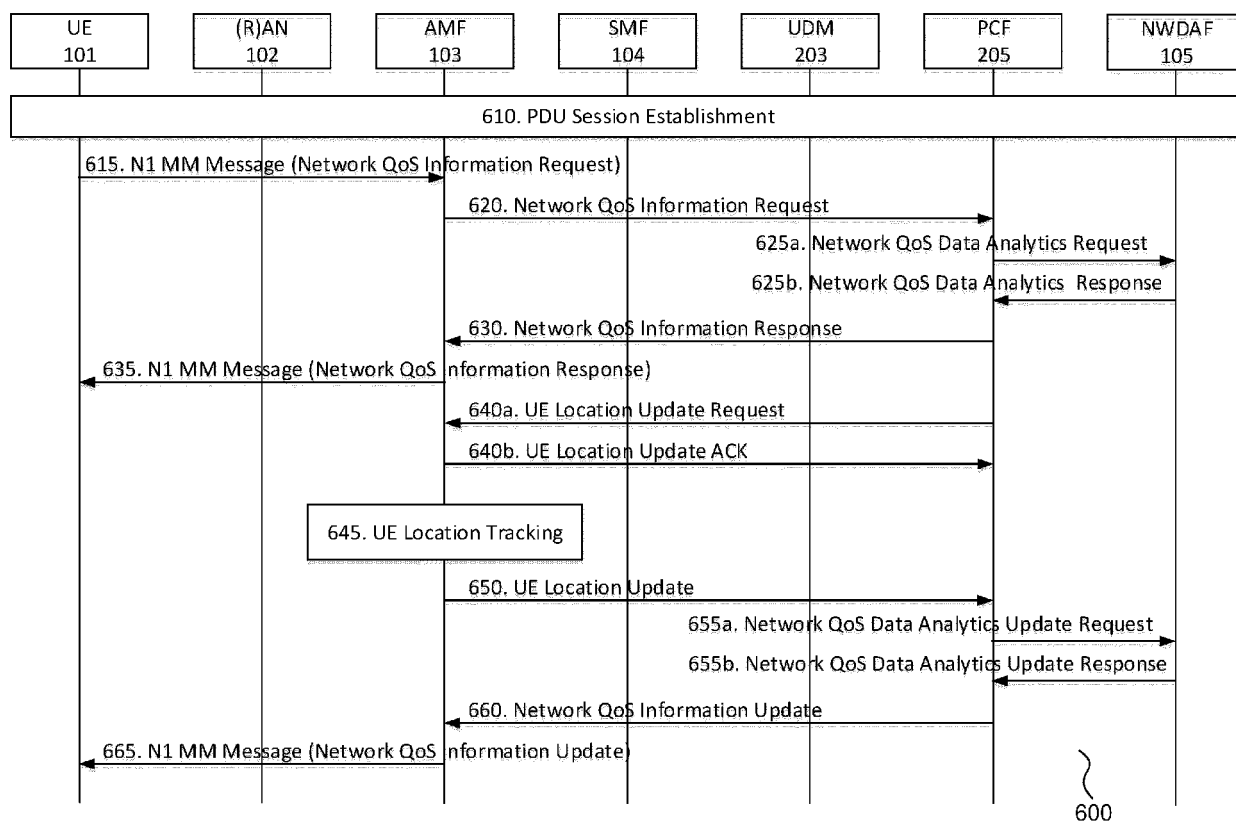 UE
101
(R)AN
102
AMF
103
SMF
104
UDM
203
PCF
205
NWDAF
105
610. PDU Session Establishment
615. N1 MM Message (Network QoS Information Request)
620. Network QoS Information Request
625a. Network QoS Data Analytics Request
625b. Network QoS Data Analytics Response
630. Network QoS Information Response
635. N1 MM Message (Network QoS Information Response)
640a. UE Location Update Request
640b. UE Location Update ACK
645. UE Location Tracking
650. UE Location Update
655a. Network QoS Data Analytics Update Request
655b. Network QoS Data Analytics Update Response
660. Network QoS Information Update
665. N1 MM Message (Network QoS Information Update)
600